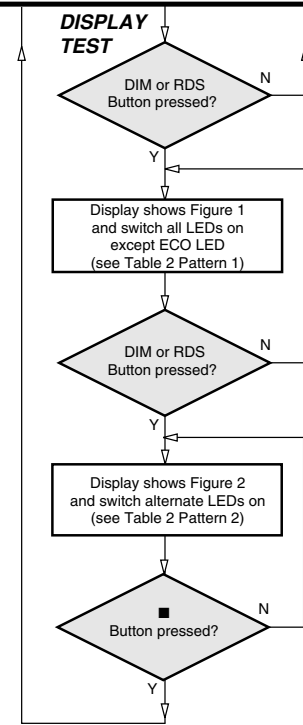 DISPLAY
TEST
DIM or RDS
Button pressed?
N
Y
Display shows Figure 1
and switch all LEDs on
except ECO LED
(see Table 2 Pattern 1)
DIM or RDS
Button pressed?
N
Y
Display shows Figure 2
and switch alternate LEDs on
(see Table 2 Pattern 2)
■
Button pressed?
N
Y